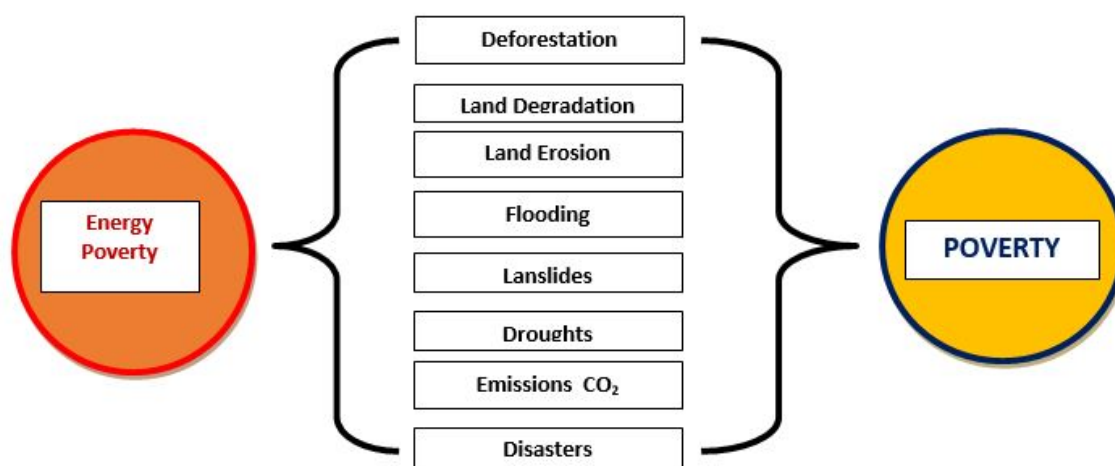 Deforestation
Land Degradation
Land Erosion
Energy
Poverty
Flooding
POVERTY
Lanslides
Droughts
Emissions CO₂
Disasters